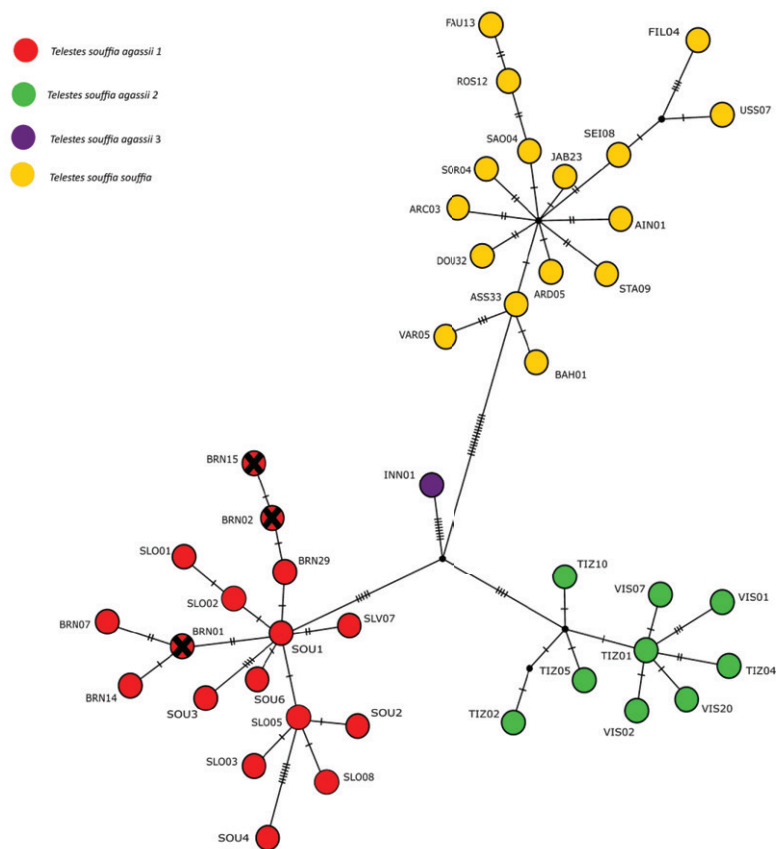 Telestes souffia agassii 1
Telestes souffia agassii 2
Telestes souffia agassii 3
Telestes souffia souffia
FAU13
FILO4
ROS12
USS07
SAO04
SEI08
JAB23
SOR04
ARC03
AIN01
DOU32
STA09
ARD05
ASS33
VAR05
BAH01
INN01
BRN15
BRN02
SLO01
BRN29
TIZ10
SLO02
VIS07
VIS01
BRN07
BRN01
SLV07
SOU1
TIZ01
TIZ05
TIZ04
BRN14
SOU3
SOU6
TIZ02
VIS20
VIS02
SLO05
SOU2
SLO03
SLO08
SOU4